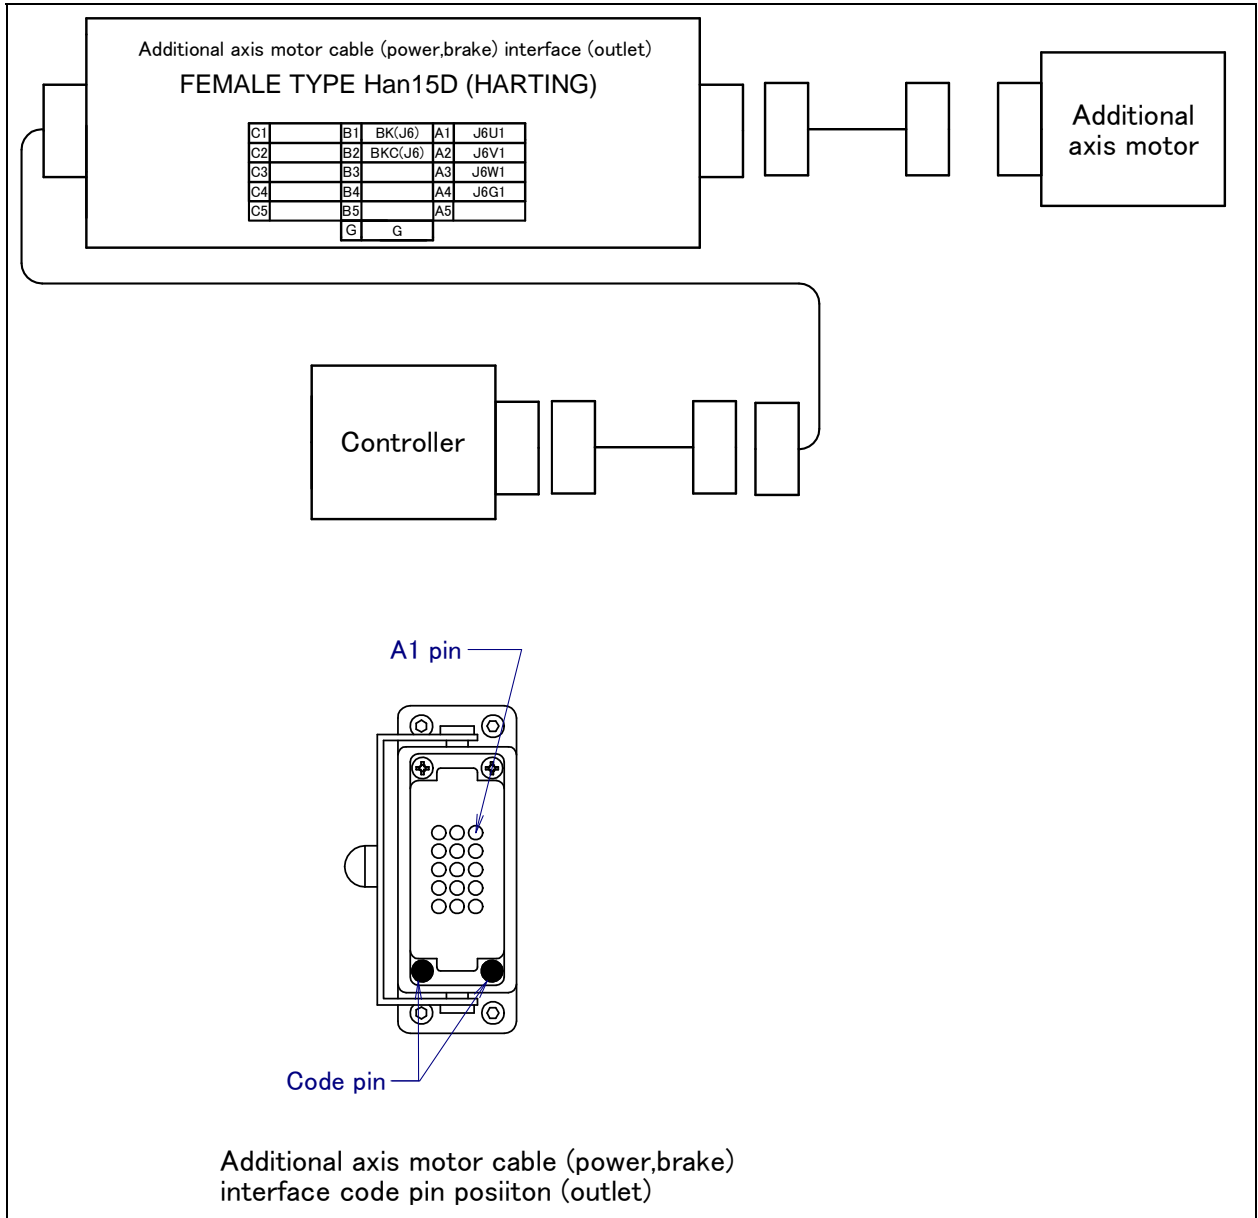 Additional axis motor cable (power,brake) interface (outlet)
FEMALE TYPE Han15D (HARTING)
C1 B1 BK(J6) A1 J6U1
C2 B2 BKC(J6) A2 J6V1
C3 B3 A3 J6W1
C4 B4 A4 J6G1
C5 B5 A5
G G
Additional
axis motor
Controller
A1 pin
Code pin
Additional axis motor cable (power,brake)
interface code pin posiiton (outlet)